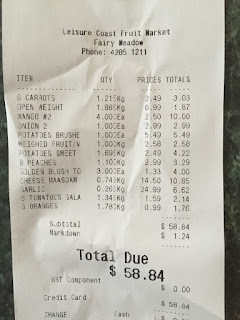 Leisure Coast Fruit Market
Fairy Meadow
Phone: 4285 1211
ITEM QTY PRICES TOTALS
B CARROTS 1.215Kg 2.49 3.03
OPEN WEIGHT 1.885Kg 0.99 1.87
MANGO #2 4.000Ea 2.50 10.00
ONION 2 1.000Ea 2.99 2.99
POTATOES BRUSHE 1.000Ea 5.49 5.49
WEIGHED FRUIT/V 1.000Kg 2.58 2.58
POTATOES SWEET 1.695Kg 2.49 4.22
B PEACHES 1.100Kg 2.99 3.29
GOLDEN BLUSH TO 3.000Ea 1.33 4.00
CHEESE BAASDAM 0.745Kg 14.50 10.85
GARLIC 0.265Kg 24.99 6.62
B TOMATOES SALA 1.345Kg 1.59 2.14
S ORANGES 1.780Kg 0.99 1.76
Subtotal $ 58.84
Markdown $ 1.24
Total Due
$ 58.84
GST Component $ 0.00
Credit Card $ 58.84
CHANGE Cash